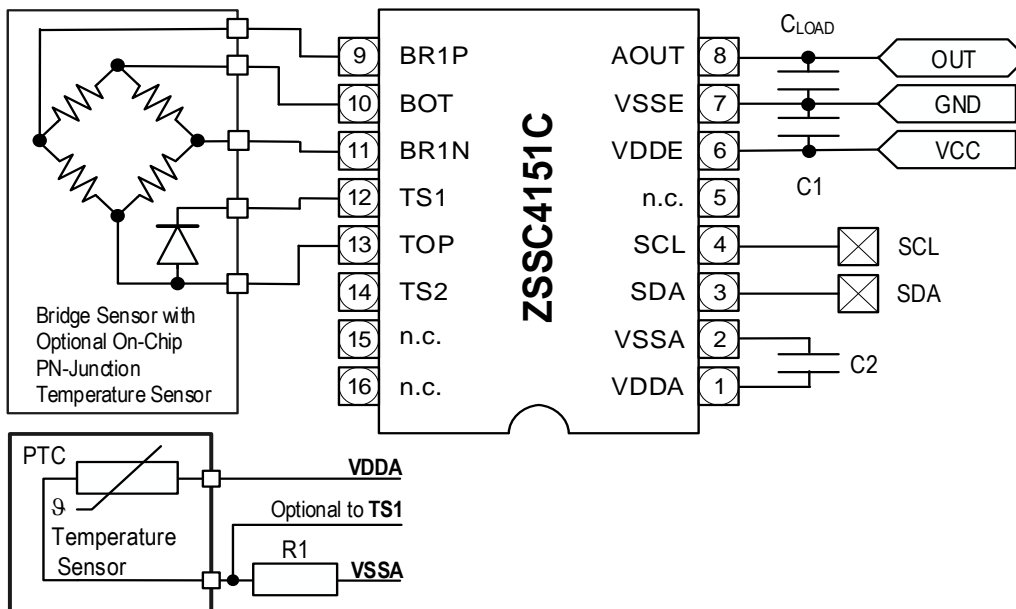 C_LOAD
9 BR1P AOUT 8 OUT
10 BOT VSSE 7 GND
11 BR1N VDDE 6 VCC
C1
12 TS1 n.c. 5
13 TOP SCL 4 SCL
14 TS2 SDA 3 SDA
15 n.c. VSSA 2
C2
16 n.c. VDDA 1
ZSSC4151C
Bridge Sensor with
Optional On-Chip
PN-Junction
Temperature Sensor
PTC
VDDA
ϑ
Optional to TS1
Temperature
Sensor
R1
VSSA